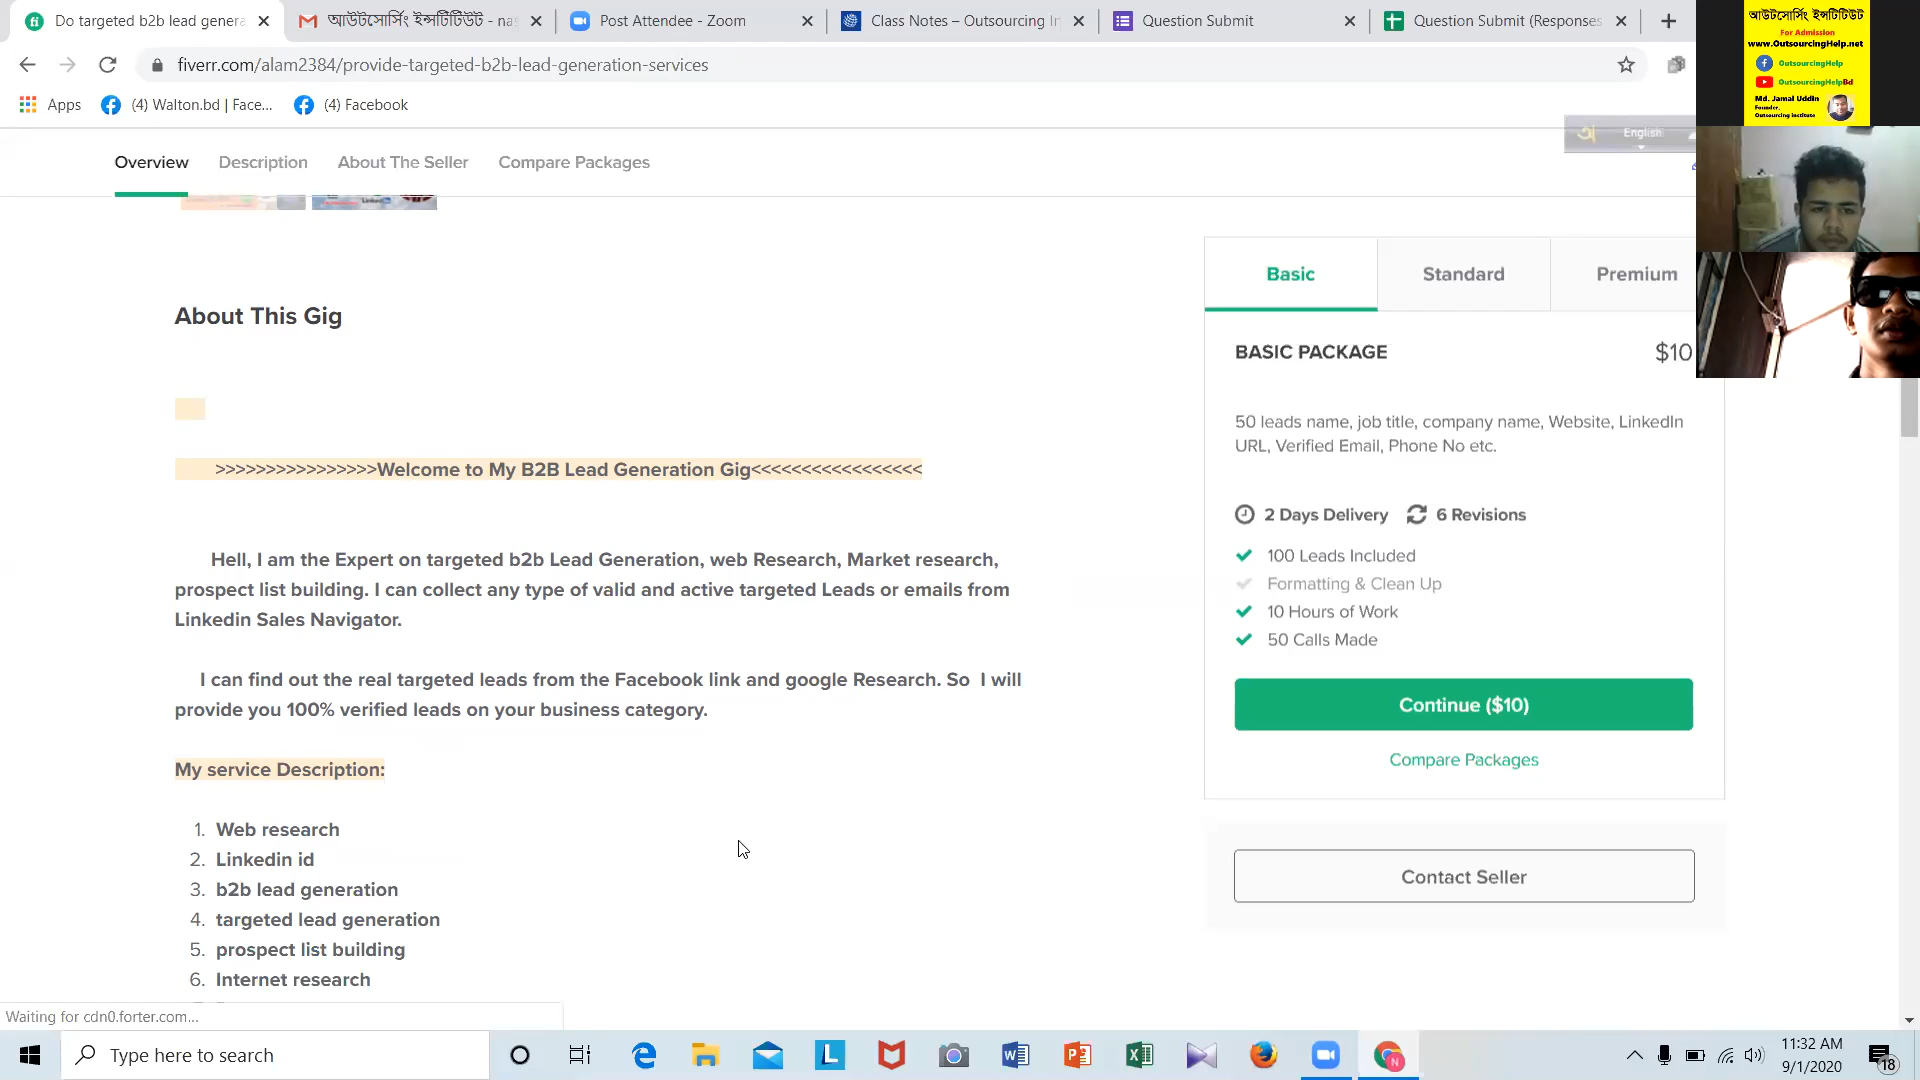 Do targeted b2b lead genera
আউটসোর্সিং ইন্সটিটিউট - nas
Post Attendee - Zoom
Class Notes – Outsourcing In
Question Submit
Question Submit (Responses
fiverr.com/alam2384/provide-targeted-b2b-lead-generation-services
Apps
(4) Walton.bd | Face...
(4) Facebook
আউটসোর্সিং ইন্সটিটিউট
For Admission
www.OutsourcingHelp.net
OutsourcingHelp
OutsourcingHelpBd
Md. Jamal Uddin
Founder,
Outsourcing Institute
অ English
Overview
Description
About The Seller
Compare Packages
About This Gig
>>>>>>>>>>>>>>>>Welcome to My B2B Lead Generation Gig<<<<<<<<<<<<<<<<<
Hell, I am the Expert on targeted b2b Lead Generation, web Research, Market research,
prospect list building. I can collect any type of valid and active targeted Leads or emails from
Linkedin Sales Navigator.
I can find out the real targeted leads from the Facebook link and google Research. So I will
provide you 100% verified leads on your business category.
My service Description:
1. Web research
2. Linkedin id
3. b2b lead generation
4. targeted lead generation
5. prospect list building
6. Internet research
Basic
Standard
Premium
BASIC PACKAGE
$10
50 leads name, job title, company name, Website, LinkedIn
URL, Verified Email, Phone No etc.
2 Days Delivery
6 Revisions
100 Leads Included
Formatting & Clean Up
10 Hours of Work
50 Calls Made
Continue ($10)
Compare Packages
Contact Seller
Waiting for cdn0.forter.com...
Type here to search
11:32 AM
9/1/2020
18